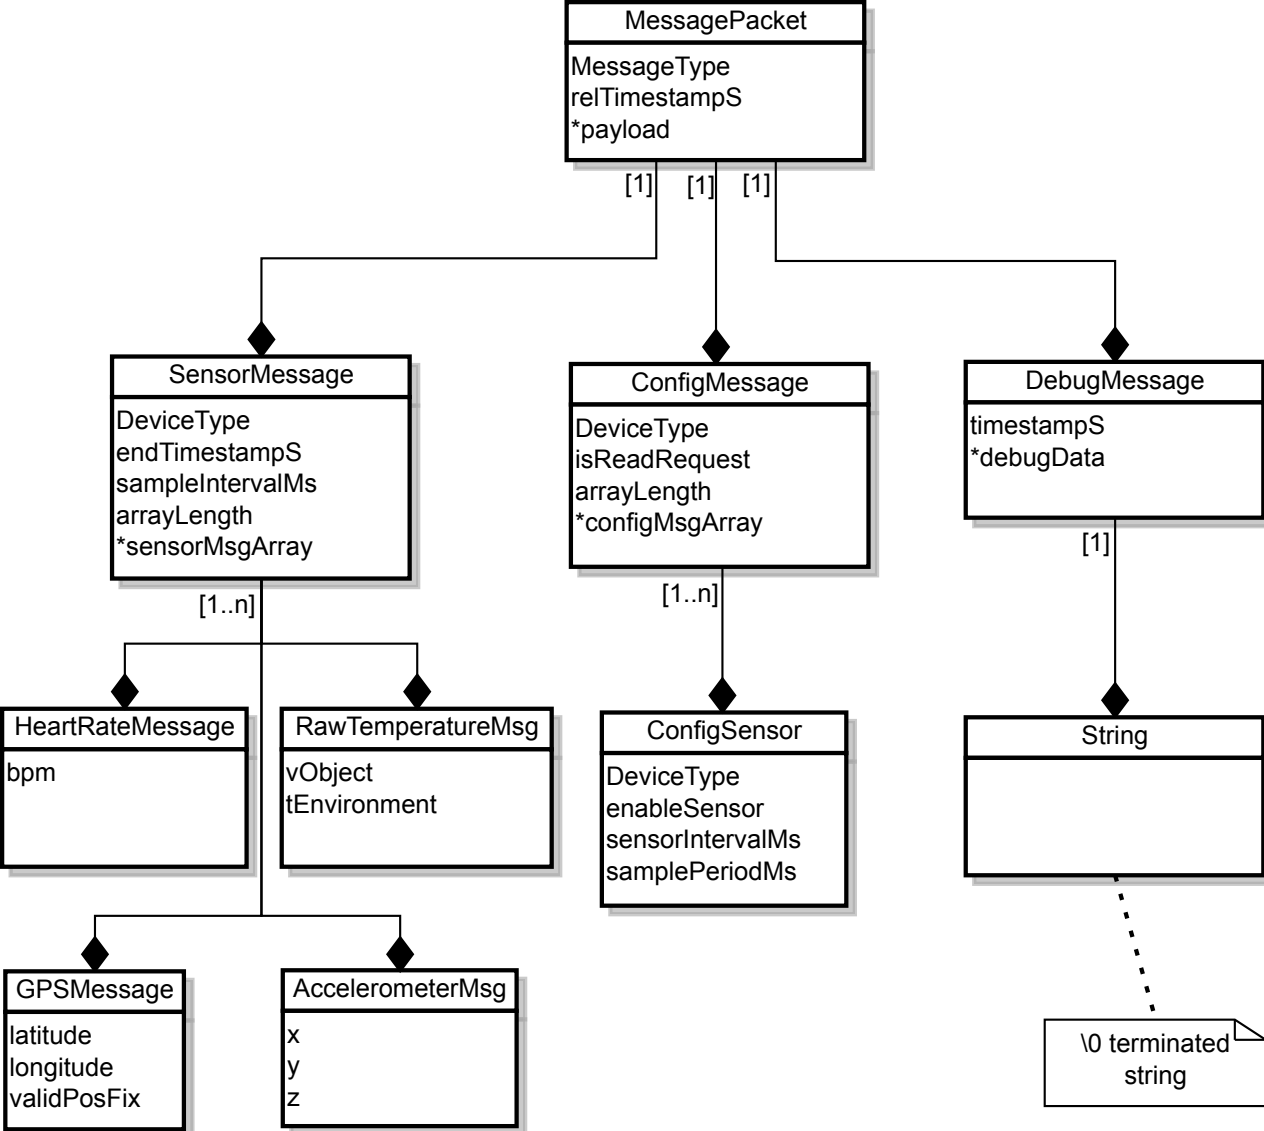 MessagePacket
MessageType
relTimestampS
*payload
[1]
[1]
[1]
SensorMessage
DeviceType
endTimestampS
sampleIntervalMs
arrayLength
*sensorMsgArray
ConfigMessage
DeviceType
isReadRequest
arrayLength
*configMsgArray
DebugMessage
timestampS
*debugData
[1..n]
[1..n]
[1]
HeartRateMessage
bpm
RawTemperatureMsg
vObject
tEnvironment
ConfigSensor
DeviceType
enableSensor
sensorIntervalMs
samplePeriodMs
String
GPSMessage
latitude
longitude
validPosFix
AccelerometerMsg
x
y
z
\0 terminated
string